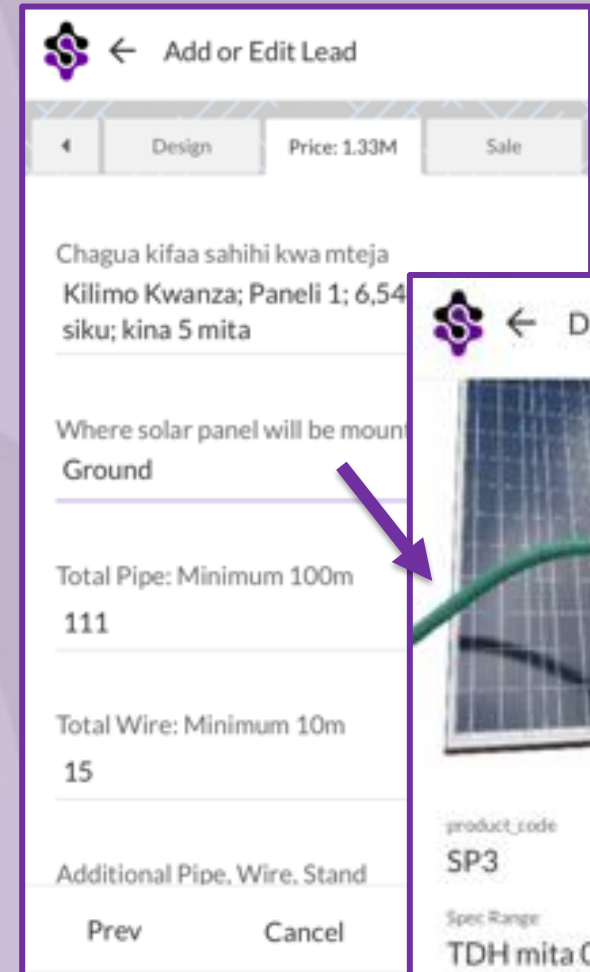 Add or Edit Lead
Design
Price: 1.33M
Sale
Chagua kifaa sahihi kwa mteja
Kilimo Kwanza; Paneli 1; 6,54
siku; kina 5 mita
Where solar panel will be mount
Ground
Total Pipe: Minimum 100m
111
Total Wire: Minimum 10m
15
Additional Pipe, Wire, Stand
Prev
Cancel
D
product_code
SP3
Spec Range
TDH mita 0